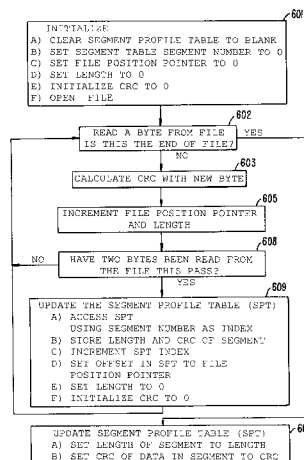 601
INITIALIZE
A) CLEAR SEGMENT PROFILE TABLE TO BLANK
B) SET SEGMENT TABLE SEGMENT NUMBER TO 0
C) SET FILE POSITION POINTER TO 0
D) SET LENGTH TO 0
E) INITIALIZE CRC TO 0
F) OPEN FILE
602
READ A BYTE FROM FILE
IS THIS THE END OF FILE?
YES
NO
603
CALCULATE CRC WITH NEW BYTE
605
INCREMENT FILE POSITION POINTER
AND LENGTH
608
NO
HAVE TWO BYTES BEEN READ FROM
THE FILE THIS PASS?
YES
609
UPDATE THE SEGMENT PROFILE TABLE (SPT)
A) ACCESS SPT
USING SEGMENT NUMBER AS INDEX
B) STORE LENGTH AND CRC OF SEGMENT
C) INCREMENT SPT INDEX
D) SET OFFSET IN SPT TO FILE
POSITION POINTER
E) SET LENGTH TO 0
F) INITIALIZE CRC TO 0
UPDATE SEGMENT PROFILE TABLE (SPT)
A) SET LENGTH OF SEGMENT TO LENGTH
B) SET CRC OF DATA IN SEGMENT TO CRC